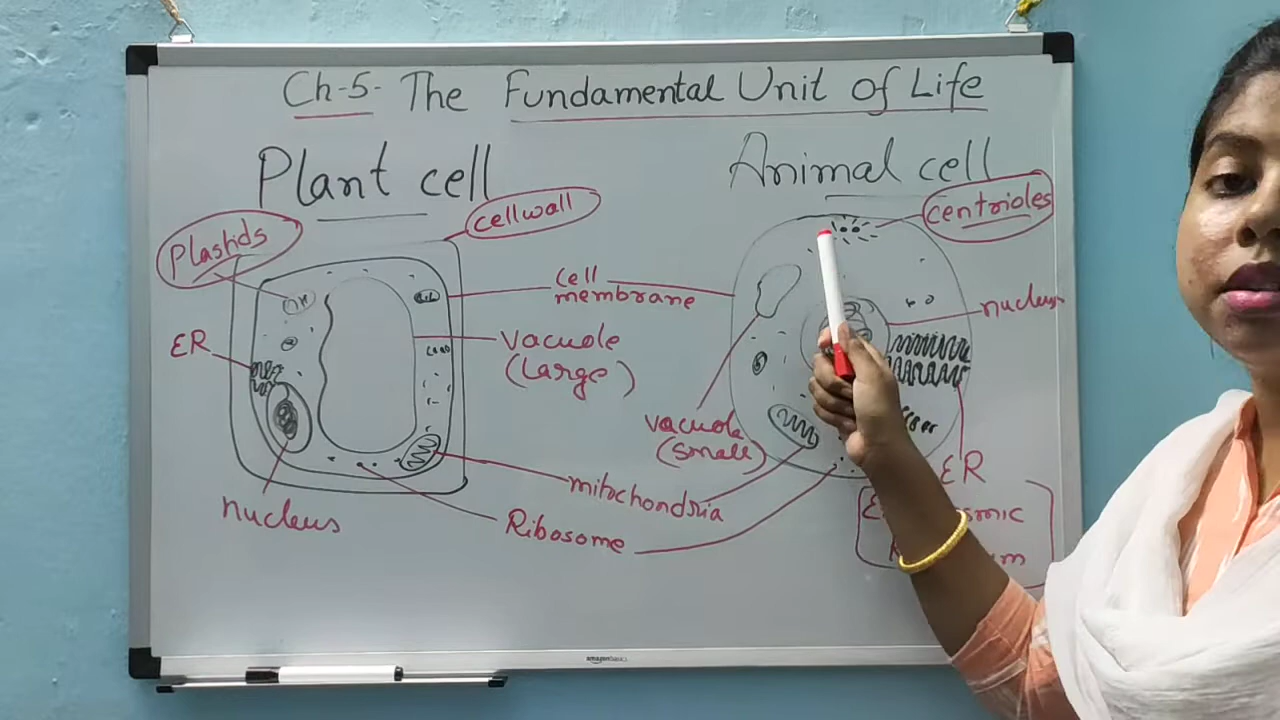 Ch-5- The Fundamental Unit of Life
Plant cell
Animal cell
Plastids
cellwall
centrioles
cell
membrane
nucleus
ER
vacuole
(large)
vacuole
(small)
ER
mitochondria
nucleus
Ribosome